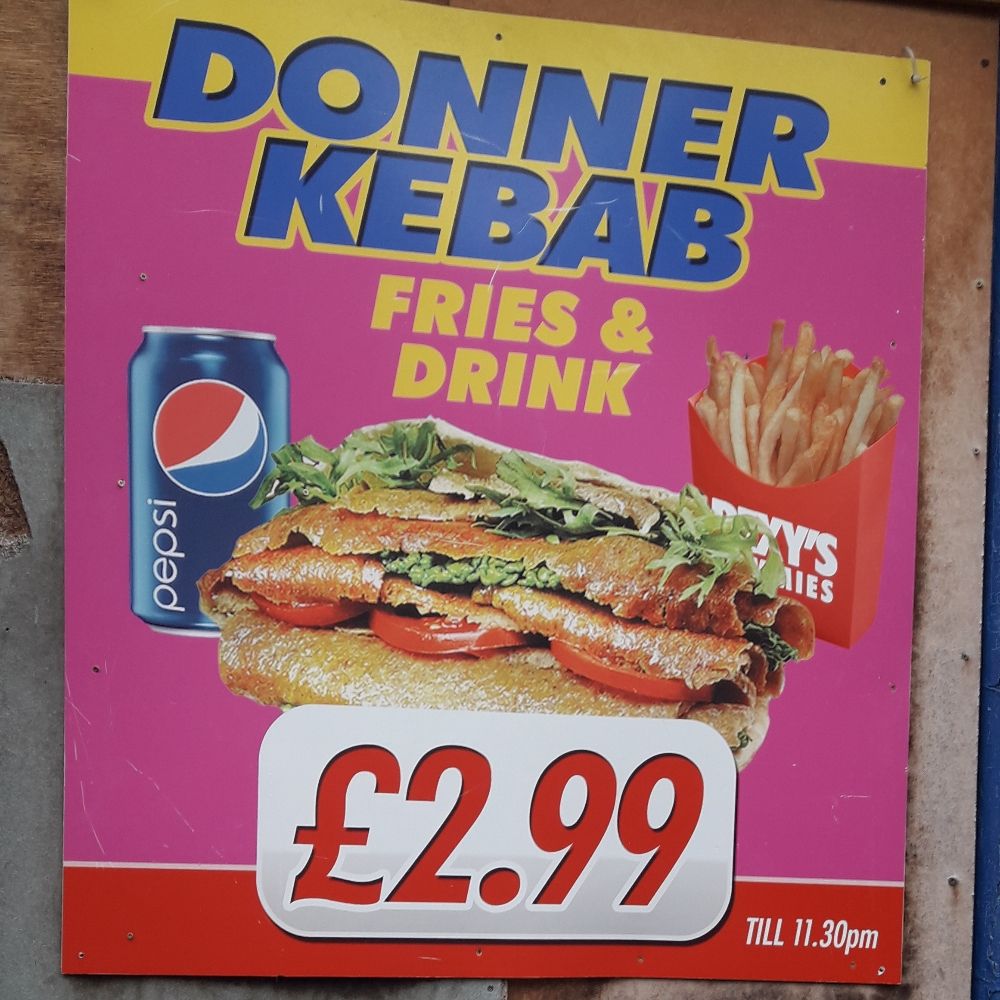 DONNER
KEBAB
FRIES &
DRINK
pepsi
£2.99
TILL 11.30pm